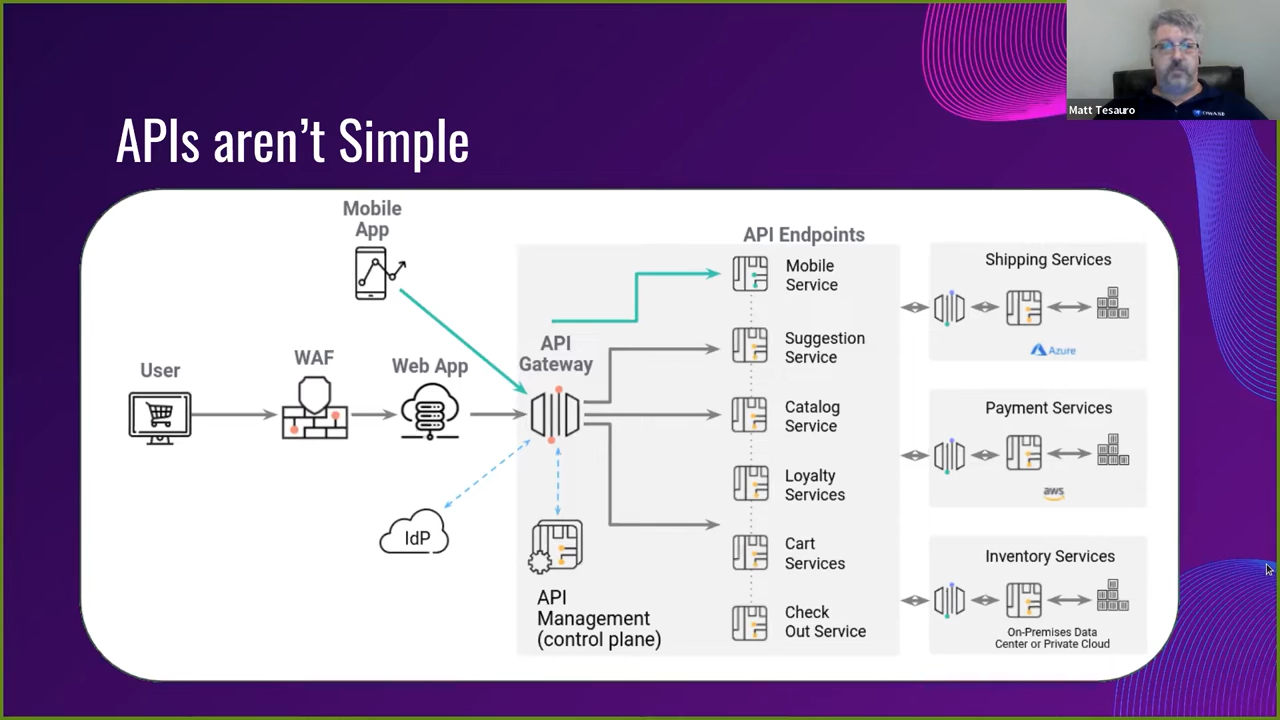 Matt Tesauro
APIs aren't Simple
Mobile
App
User
WAF
Web App
IdP
API
Gateway
API
Management
(control plane)
API Endpoints
Mobile
Service
Suggestion
Service
Catalog
Service
Loyalty
Services
Cart
Services
Check
Out Service
Shipping Services
Azure
Payment Services
aws
Inventory Services
On-Premises Data
Center or Private Cloud